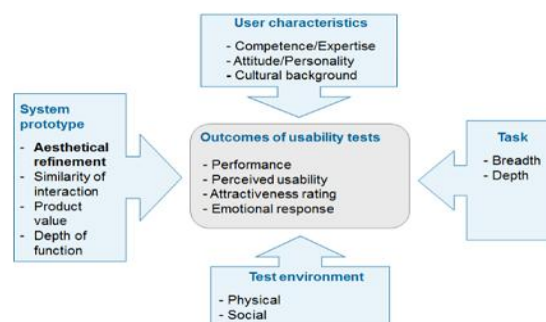 User characteristics
- Competence/Expertise
- Attitude/Personality
- Cultural background
System
prototype
- Aesthetical
refinement
- Similarity of
interaction
- Product
value
- Depth of
function
Outcomes of usability tests
- Performance
- Perceived usability
- Attractiveness rating
- Emotional response
Task
- Breadth
- Depth
Test environment
- Physical
- Social